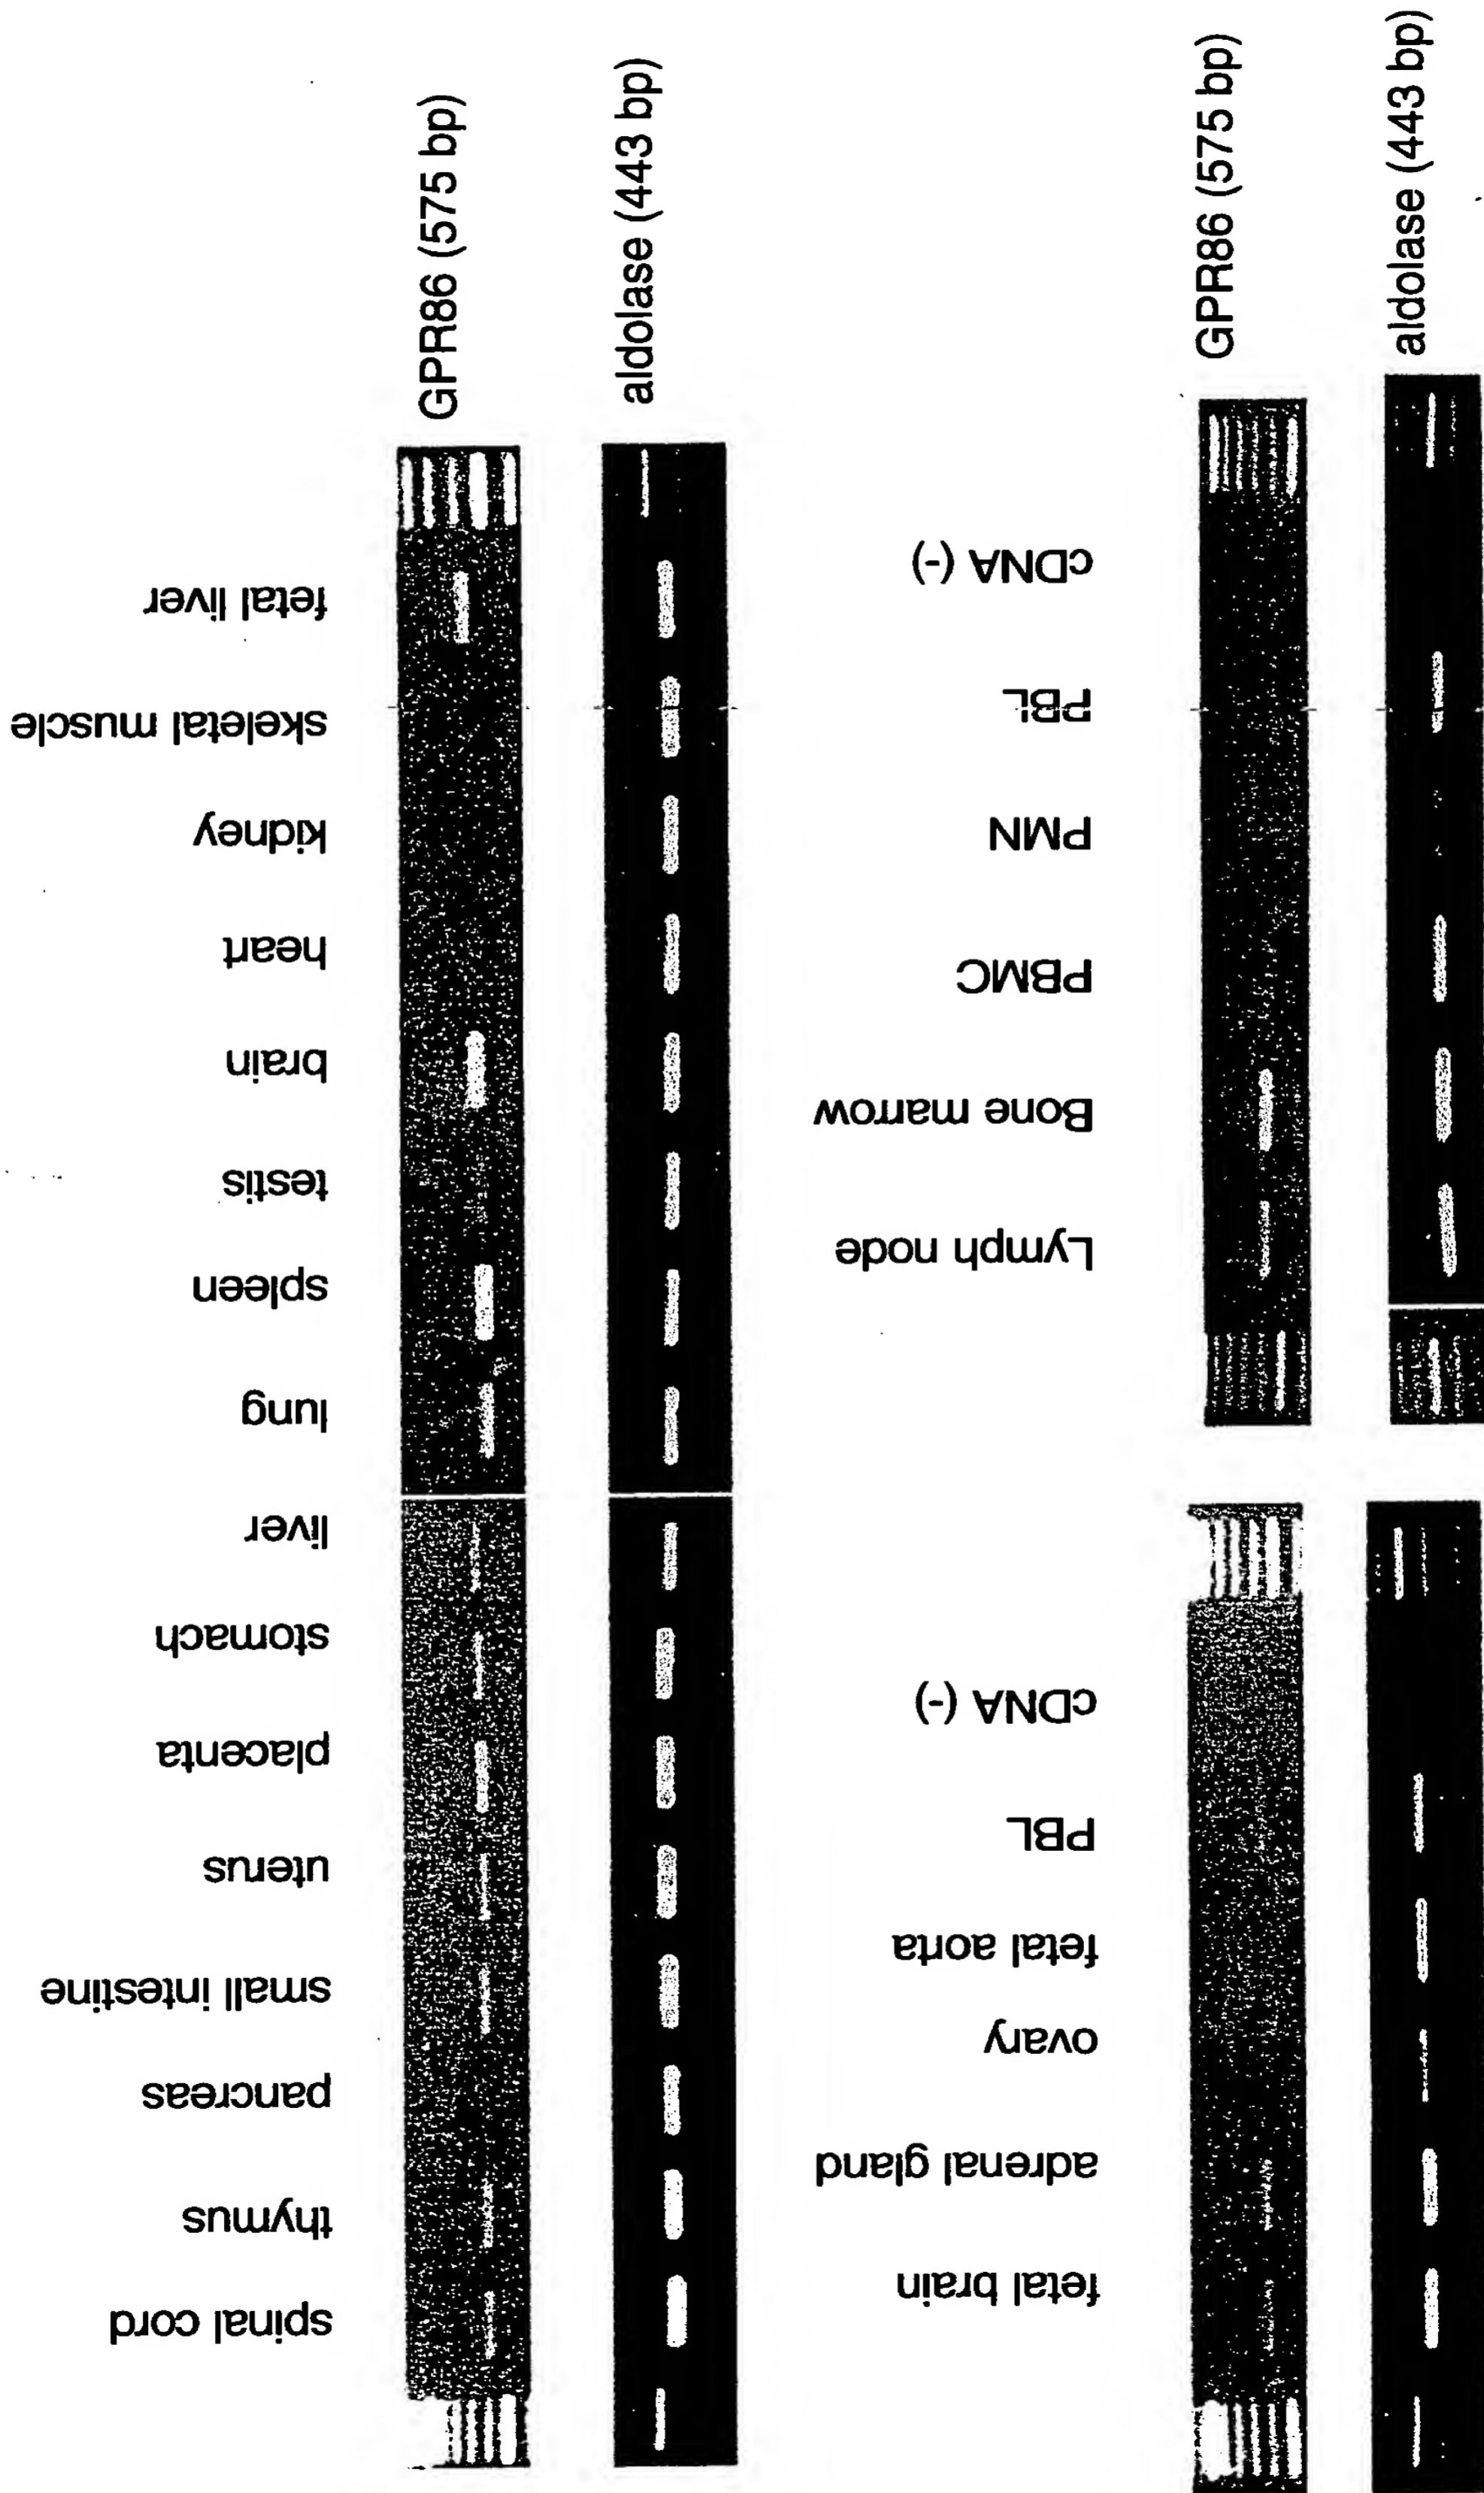 fetal liver
skeletal muscle
kidney
heart
brain
testis
spleen
lung
liver
stomach
placenta
uterus
small intestine
pancreas
thymus
spinal cord
GPR86 (575 bp)
aldolase (443 bp)
cDNA (-)
PBL
PMN
PBMC
Bone marrow
Lymph node
cDNA (-)
PBL
fetal aorta
ovary
adrenal gland
fetal brain
GPR86 (575 bp)
aldolase (443 bp)